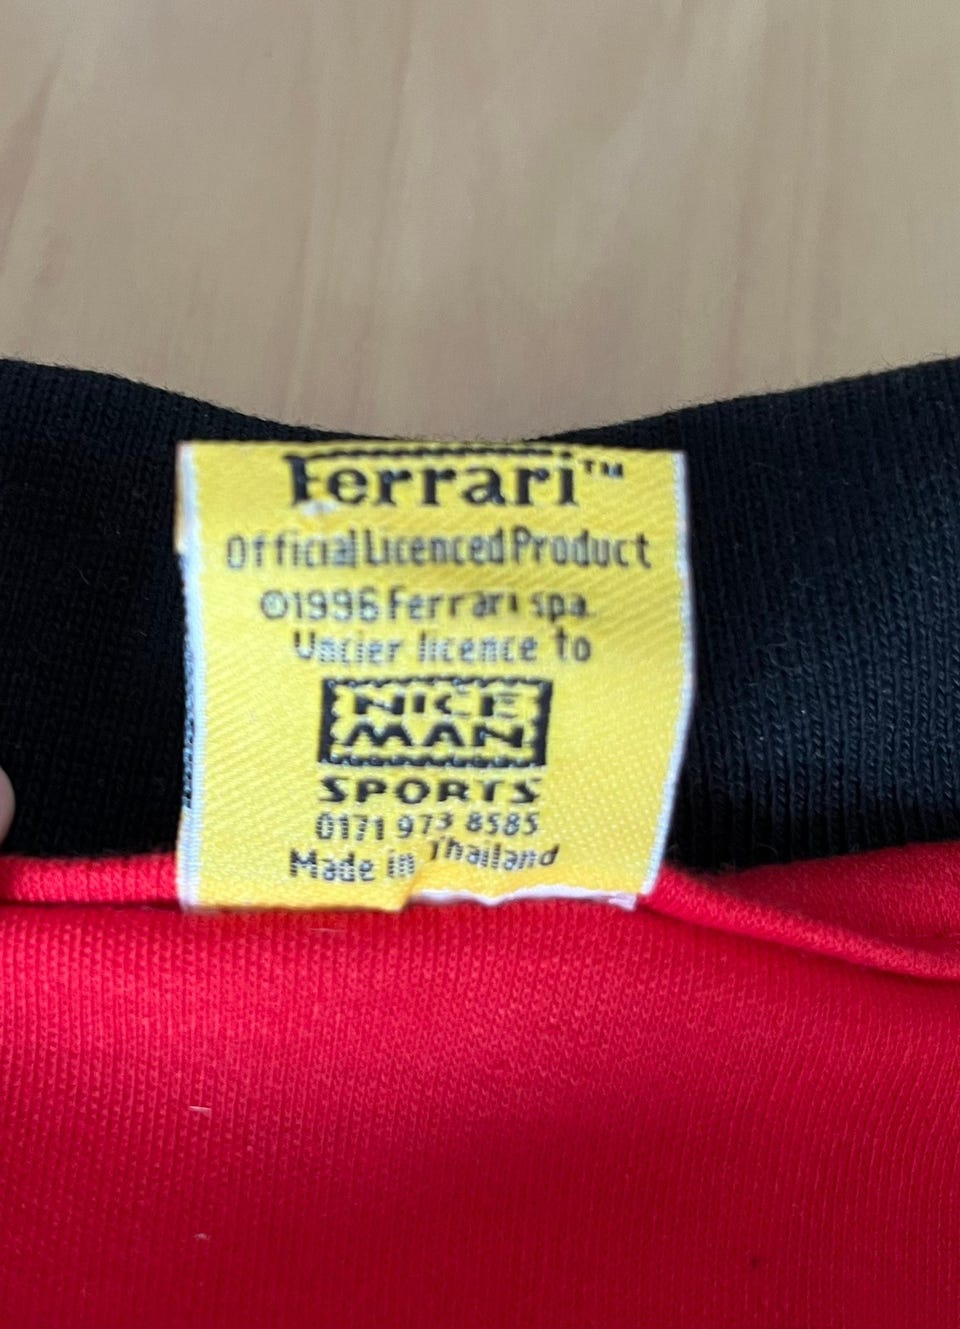 Ferrari™
Official Licenced Product
©1996 Ferrari spa.
Under licence to
NICE
MAN
SPORTS
0171 973 8585
Made in Thailand